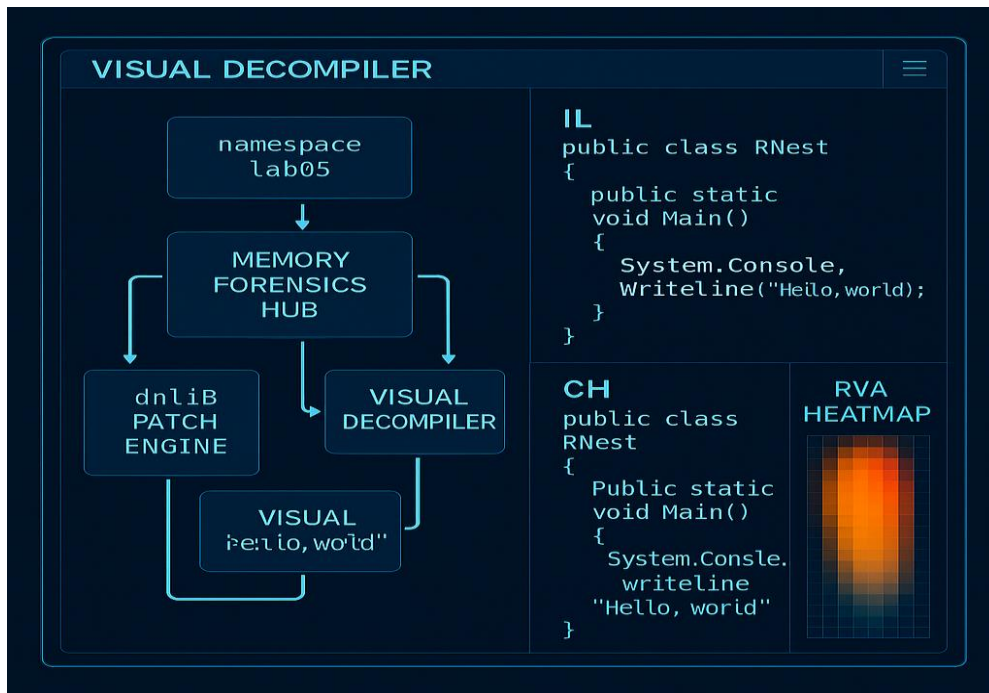 VISUAL DECOMPILER
namespace
lab05
MEMORY
FORENSICS
HUB
dnliB
PATCH
ENGINE
VISUAL
DECOMPILER
VISUAL
IL
public class RNest
{
public static
void Main()
{
System.Console,
Writeline("Heilo,world);
}
}
CH
public class
RNest
{
Public static
void Main()
{
System.Consle.
writeline
"Hello, worid"
}
RVA
HEATMAP